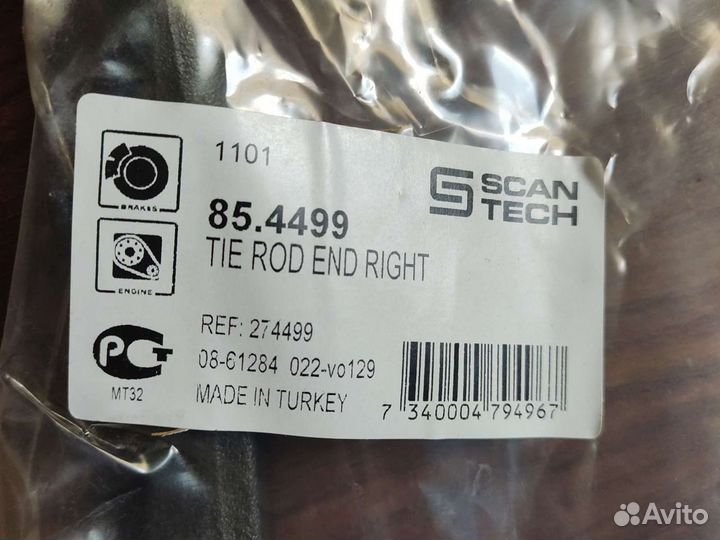 1101
SCAN
TECH
BRAKES
85.4499
TIE ROD END RIGHT
ENGINE
REF: 274499
08-61284 022-vo129
MT32
MADE IN TURKEY
7 340004 794967
Avito